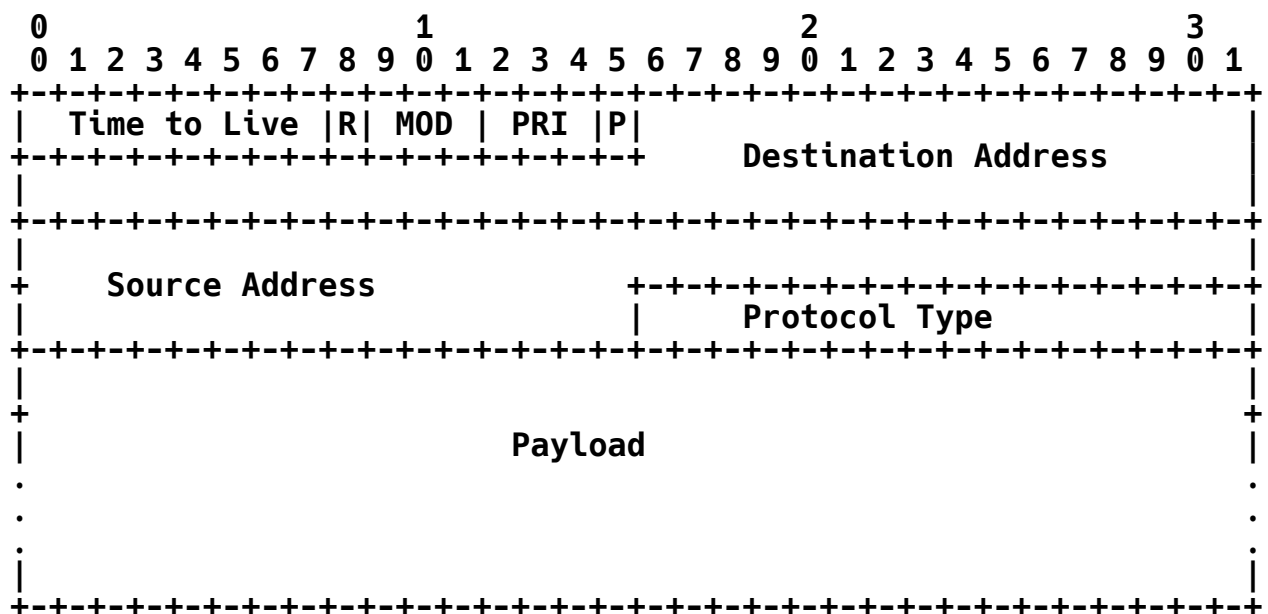 0                   1                   2                   3
 0 1 2 3 4 5 6 7 8 9 0 1 2 3 4 5 6 7 8 9 0 1 2 3 4 5 6 7 8 9 0 1
+-+-+-+-+-+-+-+-+-+-+-+-+-+-+-+-+-+-+-+-+-+-+-+-+-+-+-+-+-+-+-+-+
|  Time to Live |R| MOD | PRI |P|                               |
+-+-+-+-+-+-+-+-+-+-+-+-+-+-+-+-+     Destination Address       |
|                                                               |
+-+-+-+-+-+-+-+-+-+-+-+-+-+-+-+-+-+-+-+-+-+-+-+-+-+-+-+-+-+-+-+-+
|                                                               |
+    Source Address             +-+-+-+-+-+-+-+-+-+-+-+-+-+-+-+-+
|                               |     Protocol Type             |
+-+-+-+-+-+-+-+-+-+-+-+-+-+-+-+-+-+-+-+-+-+-+-+-+-+-+-+-+-+-+-+-+
|                                                               |
+                                                               +
|                         Payload                               |
.                                                               .
.                                                               .
.                                                               .
|                                                               |
+-+-+-+-+-+-+-+-+-+-+-+-+-+-+-+-+-+-+-+-+-+-+-+-+-+-+-+-+-+-+-+-+